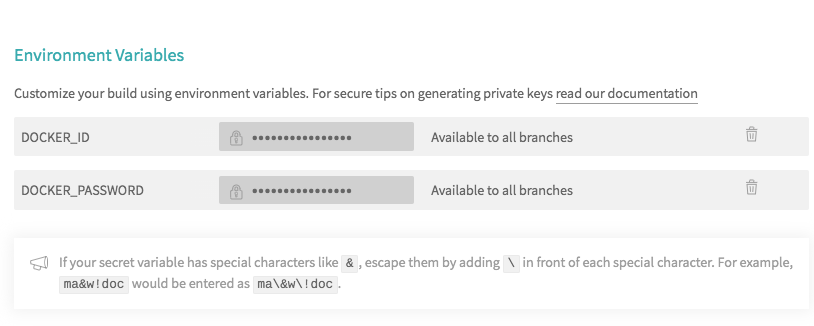 Environment Variables
Customize your build using environment variables. For secure tips on generating private keys read our documentation
DOCKER_ID •••••••••••••••• Available to all branches
DOCKER_PASSWORD •••••••••••••••• Available to all branches
If your secret variable has special characters like & , escape them by adding \ in front of each special character. For example,
ma&w!doc would be entered as ma\&w\!doc .